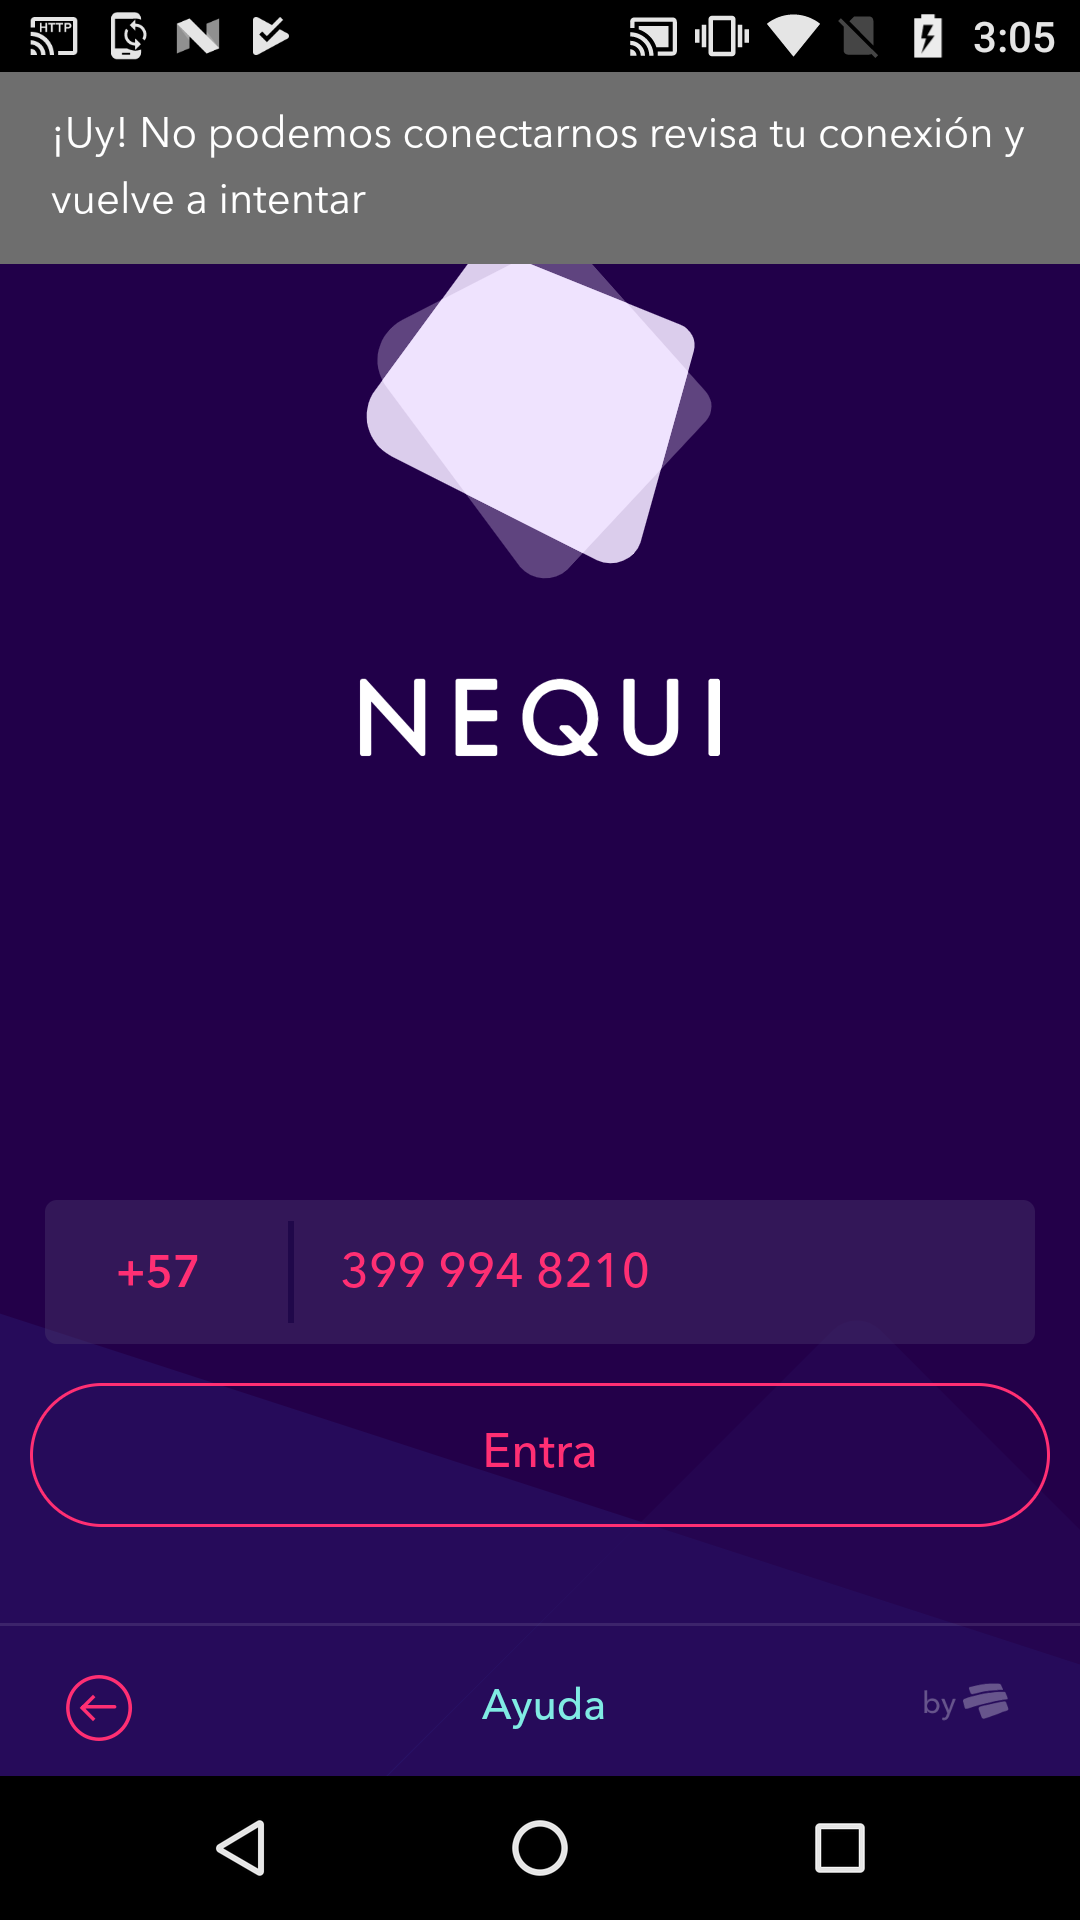 HTTP
3:05
¡Uy! No podemos conectarnos revisa tu conexión y
vuelve a intentar
NEQUI
+57 399 994 8210
Entra
Ayuda
by